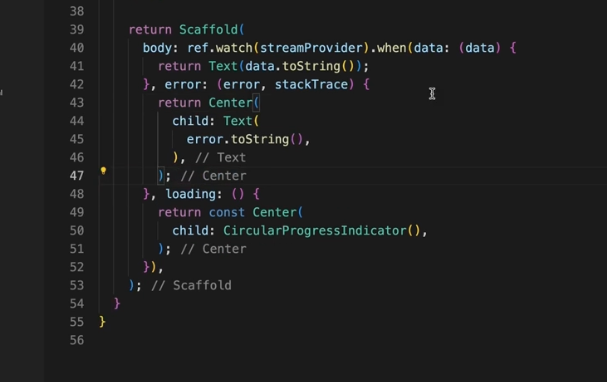 38
39 return Scaffold(
40 body: ref.watch(streamProvider).when(data: (data) {
41 return Text(data.toString());
42 }, error: (error, stackTrace) {
43 return Center(
44 child: Text(
45 error.toString(),
46 ), // Text
47 ); // Center
48 }, loading: () {
49 return const Center(
50 child: CircularProgressIndicator(),
51 ); // Center
52 }),
53 ); // Scaffold
54 }
55 }
56